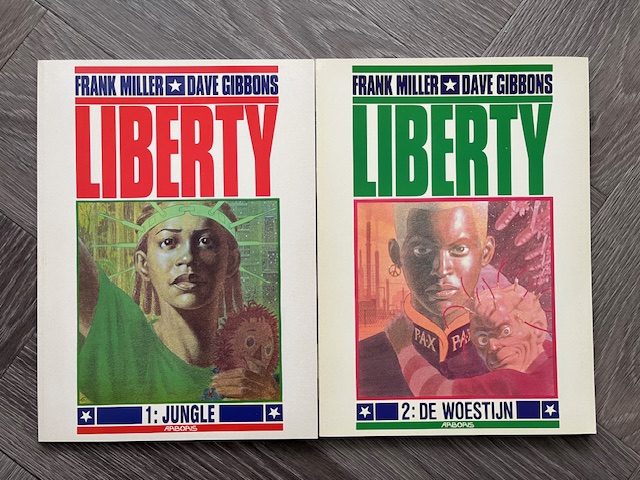 FRANK MILLER ★ DAVE GIBBONS
LIBERTY
1: JUNGLE
ARBORIS
FRANK MILLER ★ DAVE GIBBONS
LIBERTY
PAX
PAX
2: DE WOESTIJN
ARBORIS